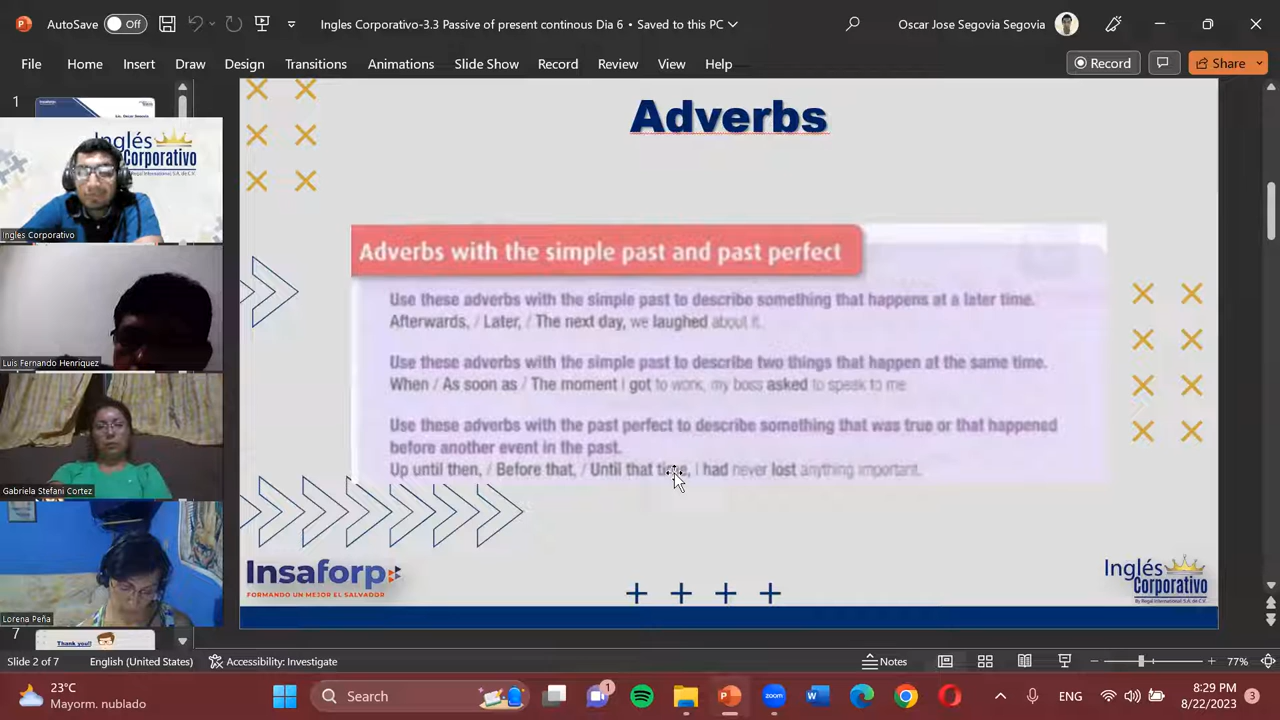 AutoSave
Off
Ingles Corporativo-3.3 Passive of present continous Dia 6 • Saved to this PC
Oscar Jose Segovia Segovia
File
Home
Insert
Draw
Design
Transitions
Animations
Slide Show
Record
Review
View
Help
Record
Share
1
Inglés
Corporativo
Ingles Corporativo
Luis Fernando Henriquez
Gabriela Stefani Cortez
Lorena Peña
7
Thank you!!
Adverbs
Adverbs with the simple past and past perfect
Use these adverbs with the simple past to describe something that happens at a later time.
Afterwards, / Later, / The next day, we laughed about it.
Use these adverbs with the simple past to describe two things that happen at the same time.
When / As soon as / The moment I got to work, my boss asked to speak to me
Use these adverbs with the past perfect to describe something that was true or that happened
before another event in the past.
Up until then, / Before that, / Until that time, I had never lost anything important.
Insaforp
FORMANDO UN MEJOR EL SALVADOR
Inglés
Corporativo
Slide 2 of 7
English (United States)
Accessibility: Investigate
Notes
77%
23°C
Mayorm. nublado
Search
1
zoom
ENG
8:29 PM
8/22/2023
3